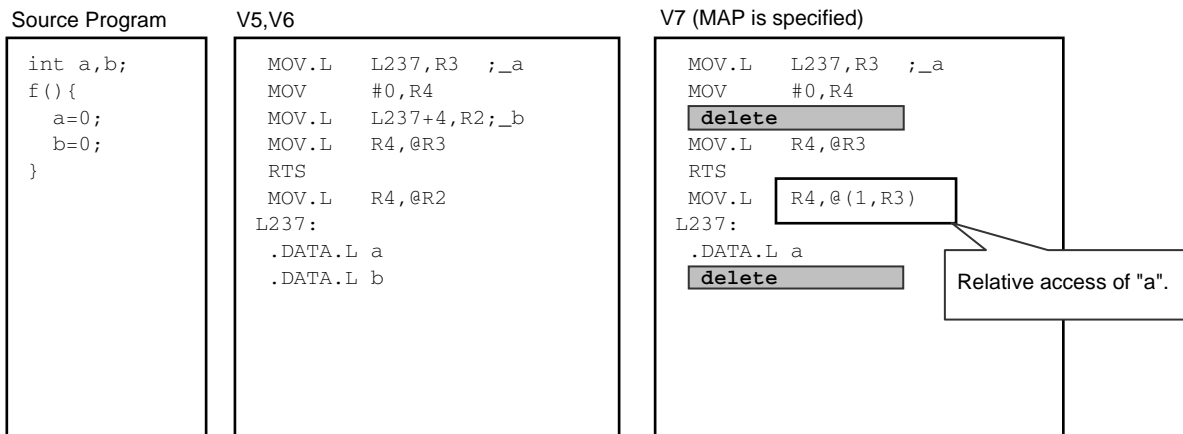 Source Program
int a,b;
f(){
a=0;
b=0;
}
V5,V6
MOV.L L237,R3 ;_a
MOV #0,R4
MOV.L L237+4,R2;_b
MOV.L R4,@R3
RTS
MOV.L R4,@R2
L237:
.DATA.L a
.DATA.L b
V7 (MAP is specified)
MOV.L L237,R3 ;_a
MOV #0,R4
delete
MOV.L R4,@R3
RTS
MOV.L R4,@(1,R3)
L237:
.DATA.L a
delete
Relative access of "a".